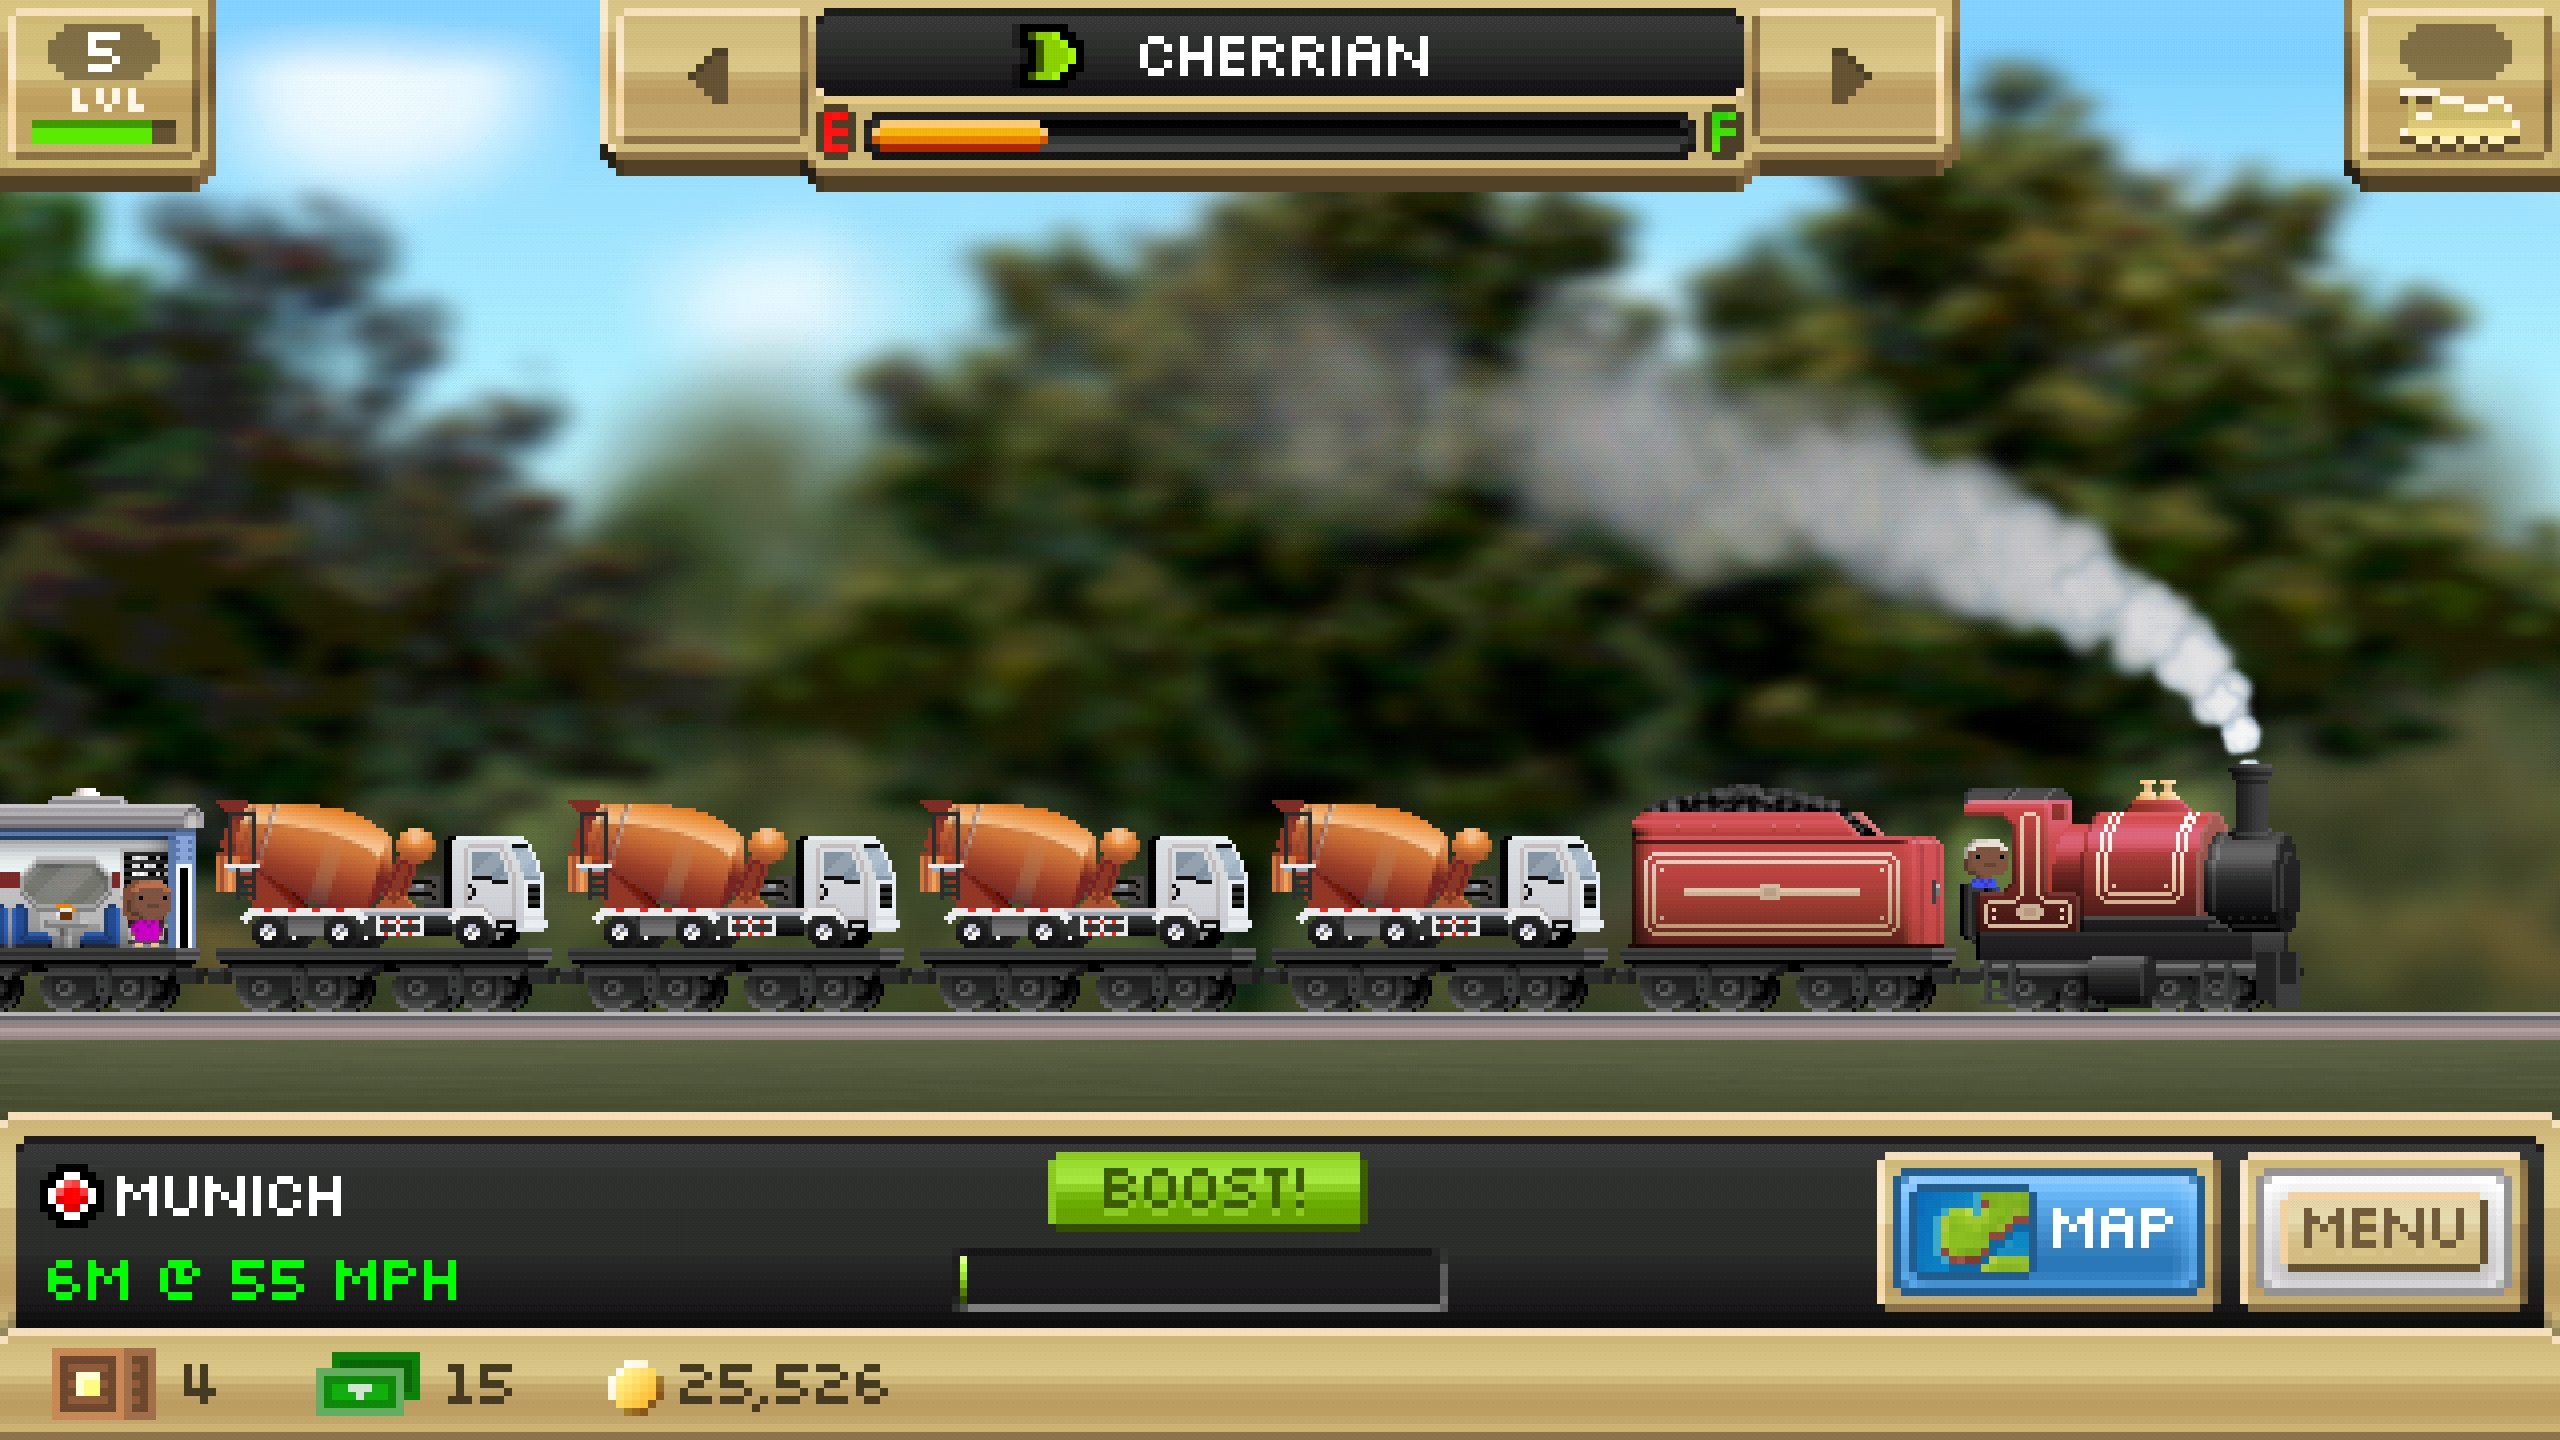 5
LVL
CHERRIAN
E F
MUNICH
BOOST!
6M @ 55 MPH
MAP
MENU
4 15 25,526